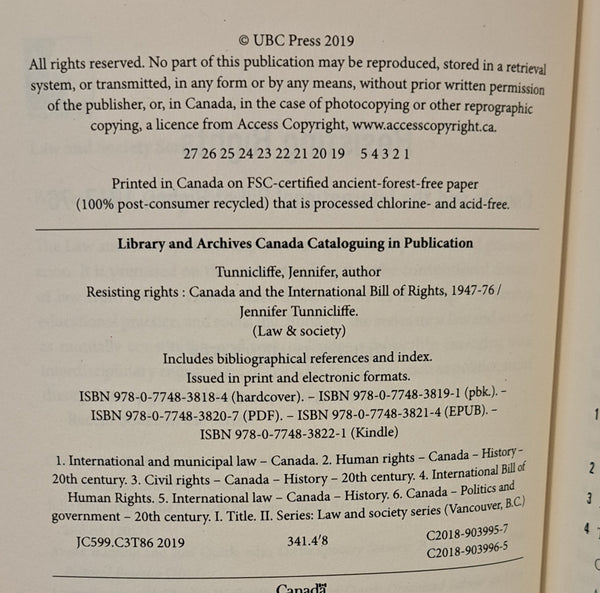 © UBC Press 2019
All rights reserved. No part of this publication may be reproduced, stored in a retrieval
system, or transmitted, in any form or by any means, without prior written permission
of the publisher, or, in Canada, in the case of photocopying or other reprographic
copying, a licence from Access Copyright, www.accesscopyright.ca.
27 26 25 24 23 22 21 20 19 5 4 3 2 1
Printed in Canada on FSC-certified ancient-forest-free paper
(100% post-consumer recycled) that is processed chlorine- and acid-free.
Library and Archives Canada Cataloguing in Publication
Tunnicliffe, Jennifer, author
Resisting rights : Canada and the International Bill of Rights, 1947-76 /
Jennifer Tunnicliffe.
(Law & society)
Includes bibliographical references and index.
Issued in print and electronic formats.
ISBN 978-0-7748-3818-4 (hardcover). – ISBN 978-0-7748-3819-1 (pbk.). –
ISBN 978-0-7748-3820-7 (PDF). – ISBN 978-0-7748-3821-4 (EPUB). –
ISBN 978-0-7748-3822-1 (Kindle)
1. International and municipal law – Canada. 2. Human rights – Canada – History –
20th century. 3. Civil rights – Canada – History – 20th century. 4. International Bill of
Human Rights. 5. International law – Canada – History. 6. Canada – Politics and
government – 20th century. I. Title. II. Series: Law and society series (Vancouver, B.C.)
JC599.C3T86 2019 341.4'8 C2018-903995-7
C2018-903996-5
Canada
1
2
3
4